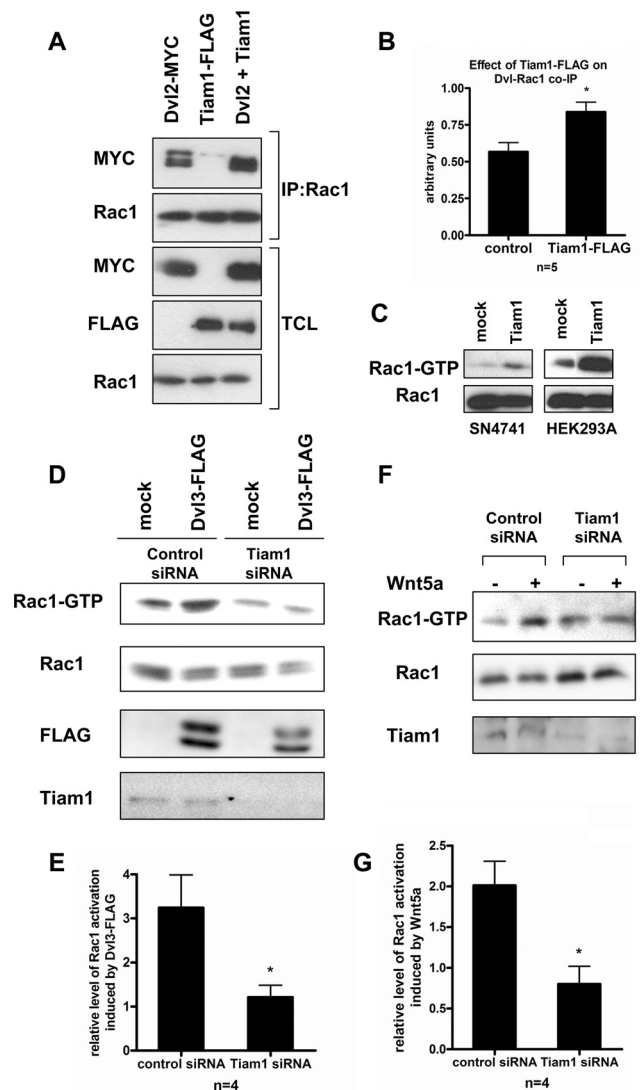 A
Dvl2-MYC
Tiam1-FLAG
Dvl2 + Tiam1
MYC
Rac1
IP:Rac1
MYC
FLAG
Rac1
TCL
B
Effect of Tiam1-FLAG on
Dvl-Rac1 co-IP
arbitrary units
1.00
0.75
0.50
0.25
0.00
*
control
Tiam1-FLAG
n=5
C
mock
Tiam1
mock
Tiam1
Rac1-GTP
Rac1
SN4741
HEK293A
D
mock
Dvl3-FLAG
mock
Dvl3-FLAG
Control
siRNA
Tiam1
siRNA
Rac1-GTP
Rac1
FLAG
Tiam1
F
Control
siRNA
Tiam1
siRNA
Wnt5a
- + - +
Rac1-GTP
Rac1
Tiam1
E
relative level of Rac1 activation
induced by Dvl3-FLAG
4
3
2
1
0
*
control siRNA
Tiam1 siRNA
n=4
G
relative level of Rac1 activation
induced by Wnt5a
2.5
2.0
1.5
1.0
0.5
0.0
*
control siRNA
Tiam1 siRNA
n=4